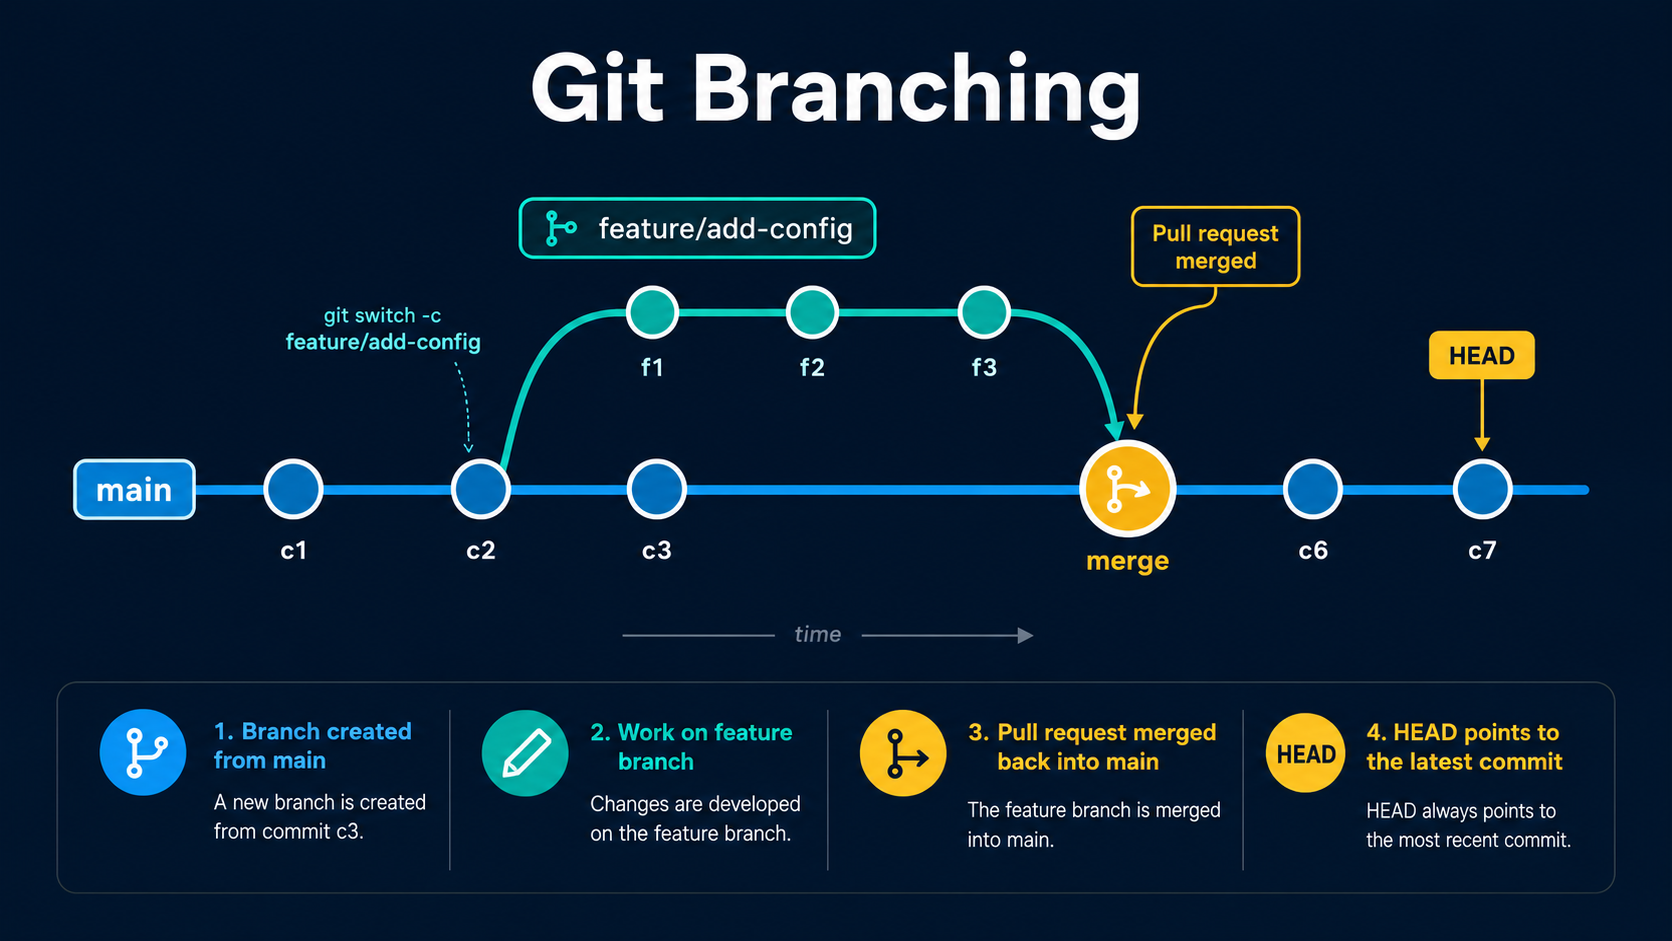 Git Branching
feature/add-config
Pull request
merged
git switch -c
feature/add-config
HEAD
f1
f2
f3
main
c1
c2
c3
merge
c6
c7
time
1. Branch created
from main
A new branch is created
from commit c3.
2. Work on feature
branch
Changes are developed
on the feature branch.
3. Pull request merged
back into main
The feature branch is merged
into main.
HEAD
4. HEAD points to
the latest commit
HEAD always points to
the most recent commit.